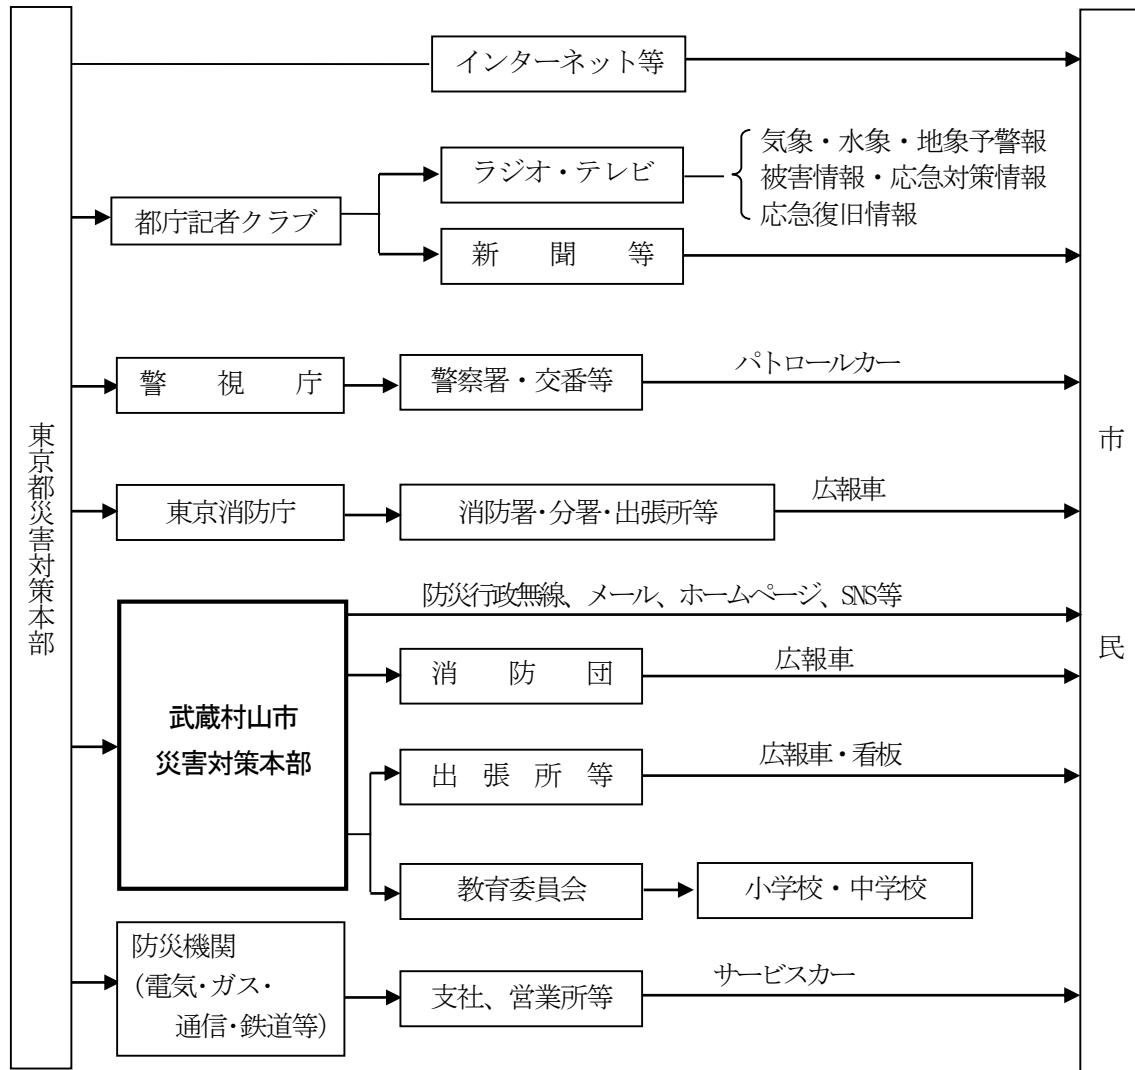 東京都災害対策本部
インターネット等
都庁記者クラブ
ラジオ・テレビ
気象・水象・地象予警報
被害情報・応急対策情報
応急復旧情報
新聞等
警視庁
警察署・交番等
パトロールカー
東京消防庁
消防署・分署・出張所等
広報車
武蔵村山市
災害対策本部
防災行政無線、メール、ホームページ、SNS等
消防団
広報車
出張所等
広報車・看板
教育委員会
小学校・中学校
防災機関
（電気・ガス・
通信・鉄道等）
支社、営業所等
サービスカー
市民